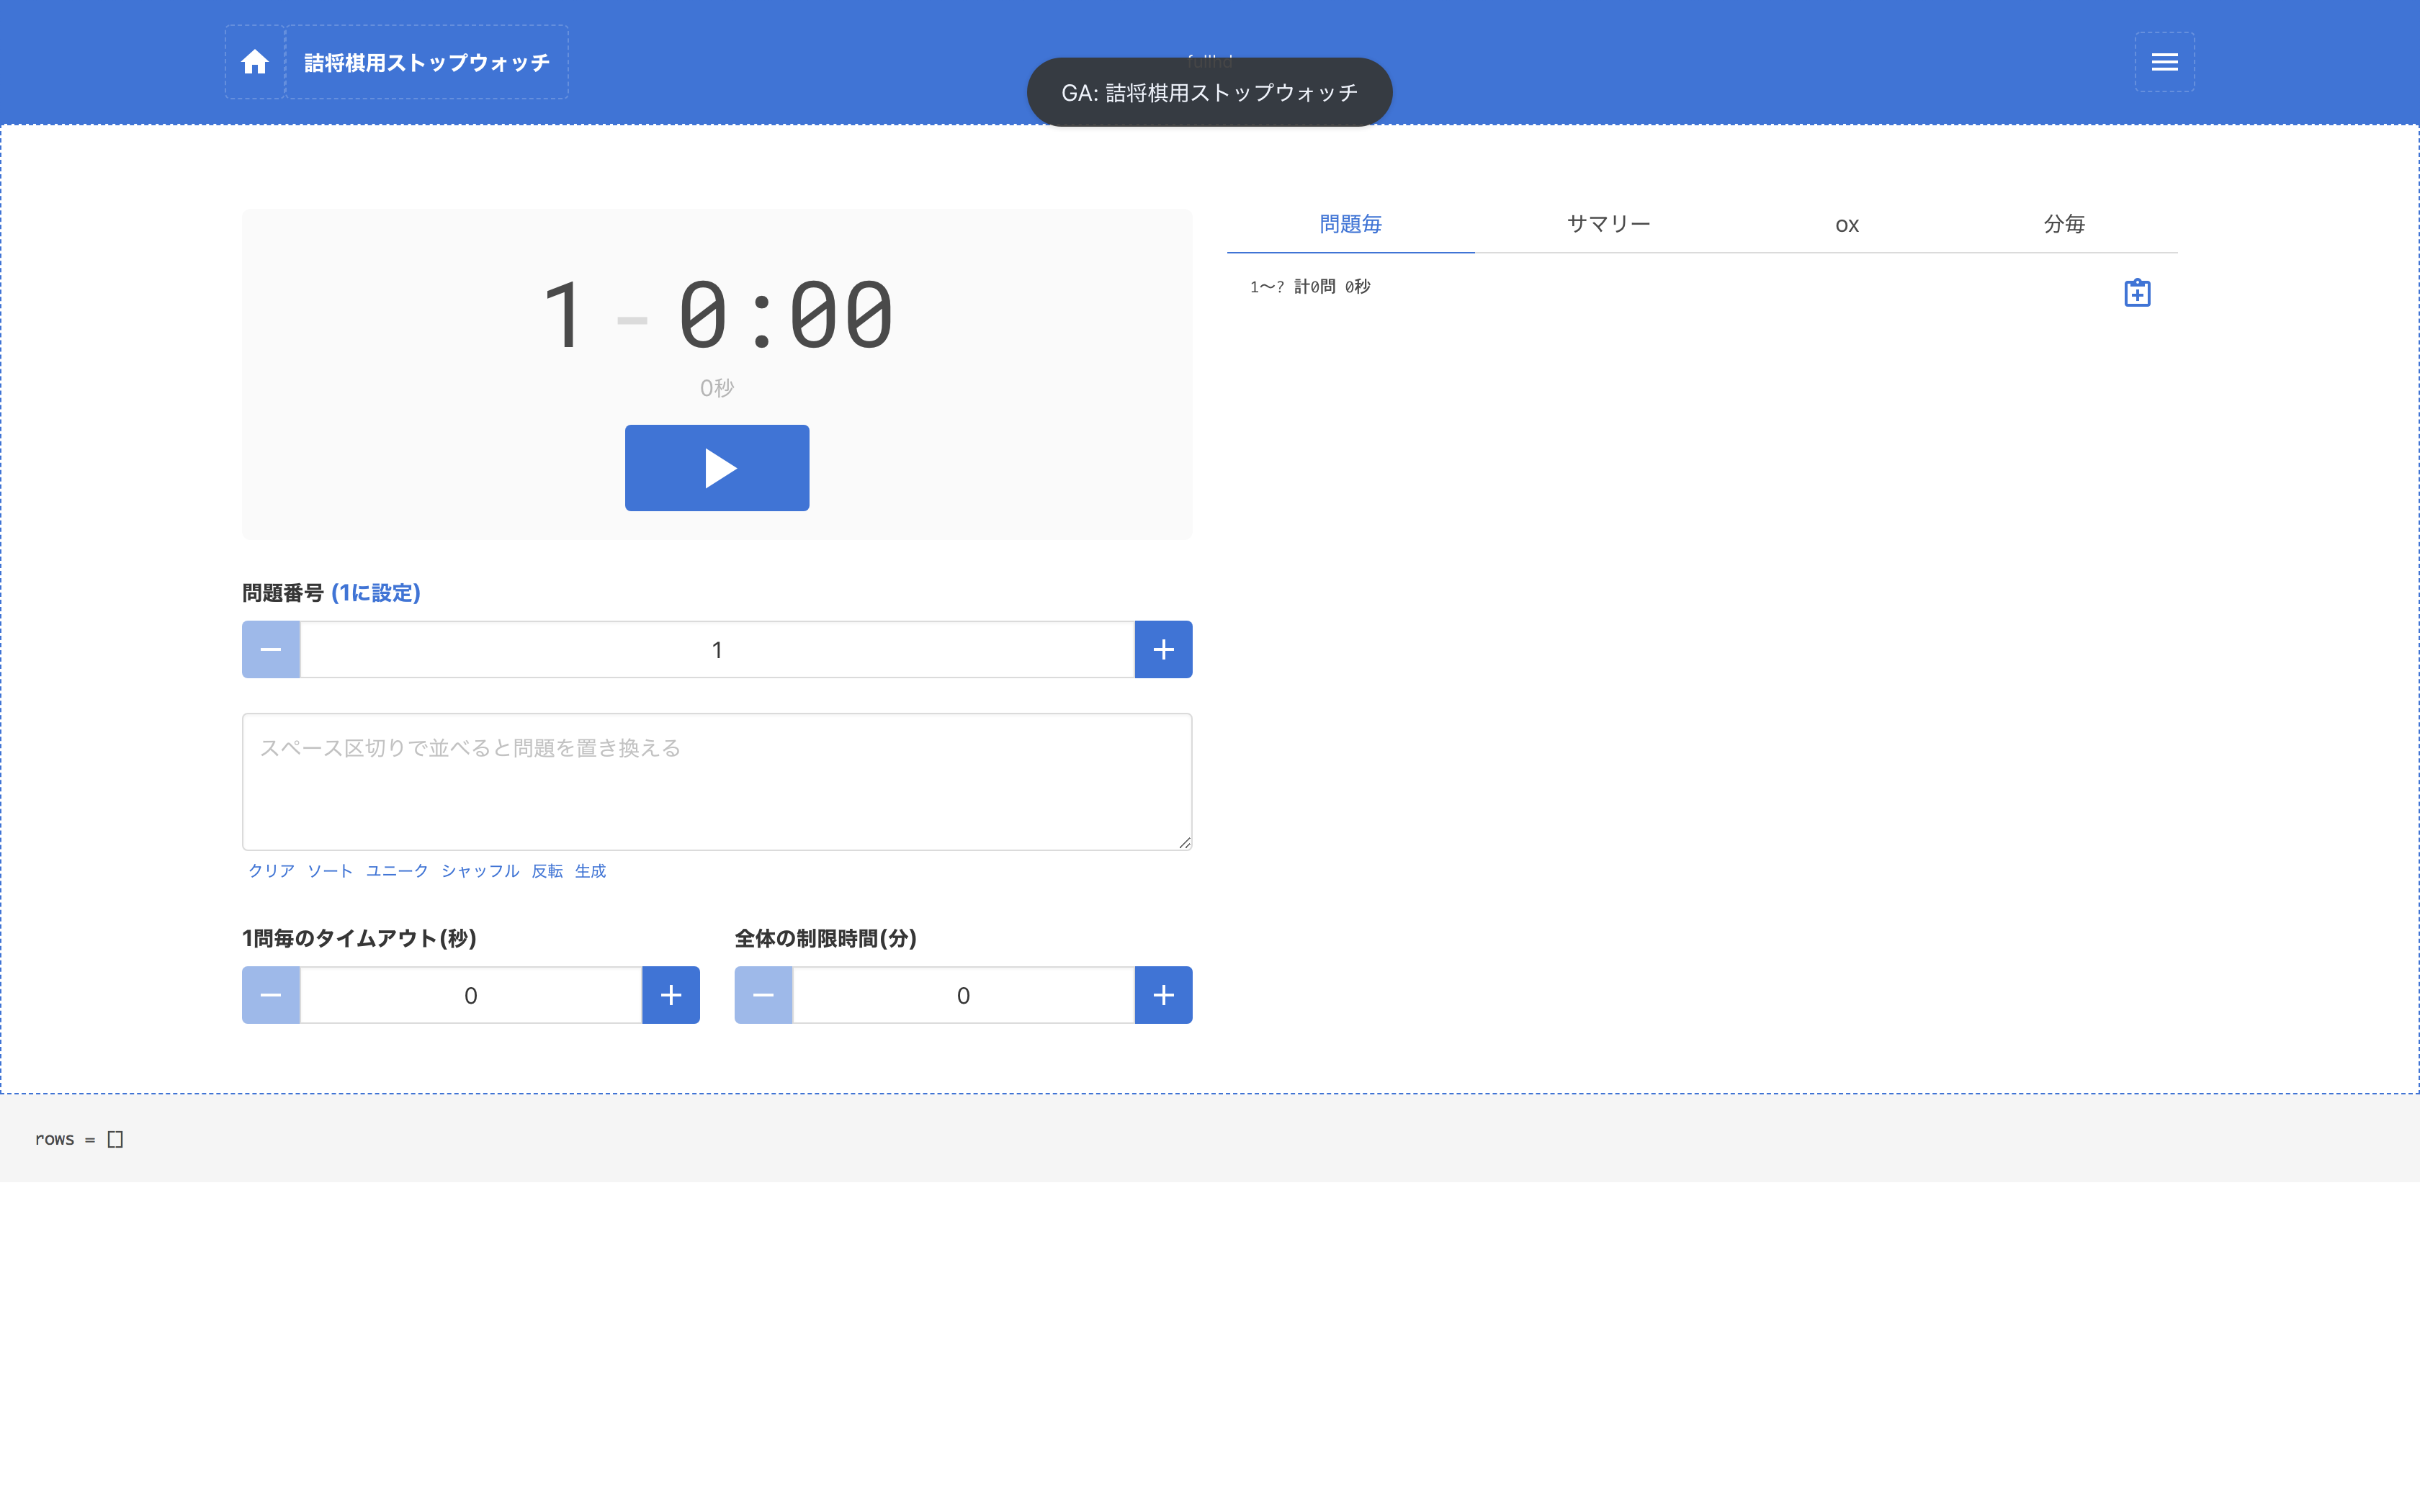 詰将棋用ストップウォッチ
fullhd
GA: 詰将棋用ストップウォッチ
1 - 0:00
0秒
問題番号 (1に設定)
1
スペース区切りで並べると問題を置き換える
クリア ソート ユニーク シャッフル 反転 生成
1問毎のタイムアウト(秒)
0
全体の制限時間(分)
0
問題毎 サマリー ox 分毎
1〜? 計0問 0秒
rows = []